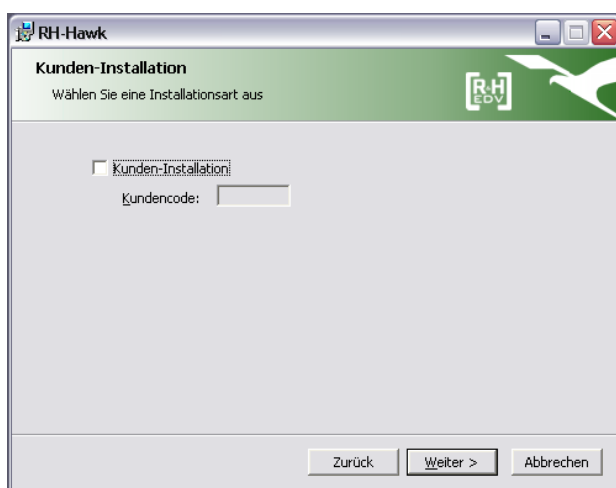 RH-Hawk
Kunden-Installation
Wählen Sie eine Installationsart aus
R+H
EDV
Kunden-Installation
Kundencode:
Zurück
Weiter >
Abbrechen